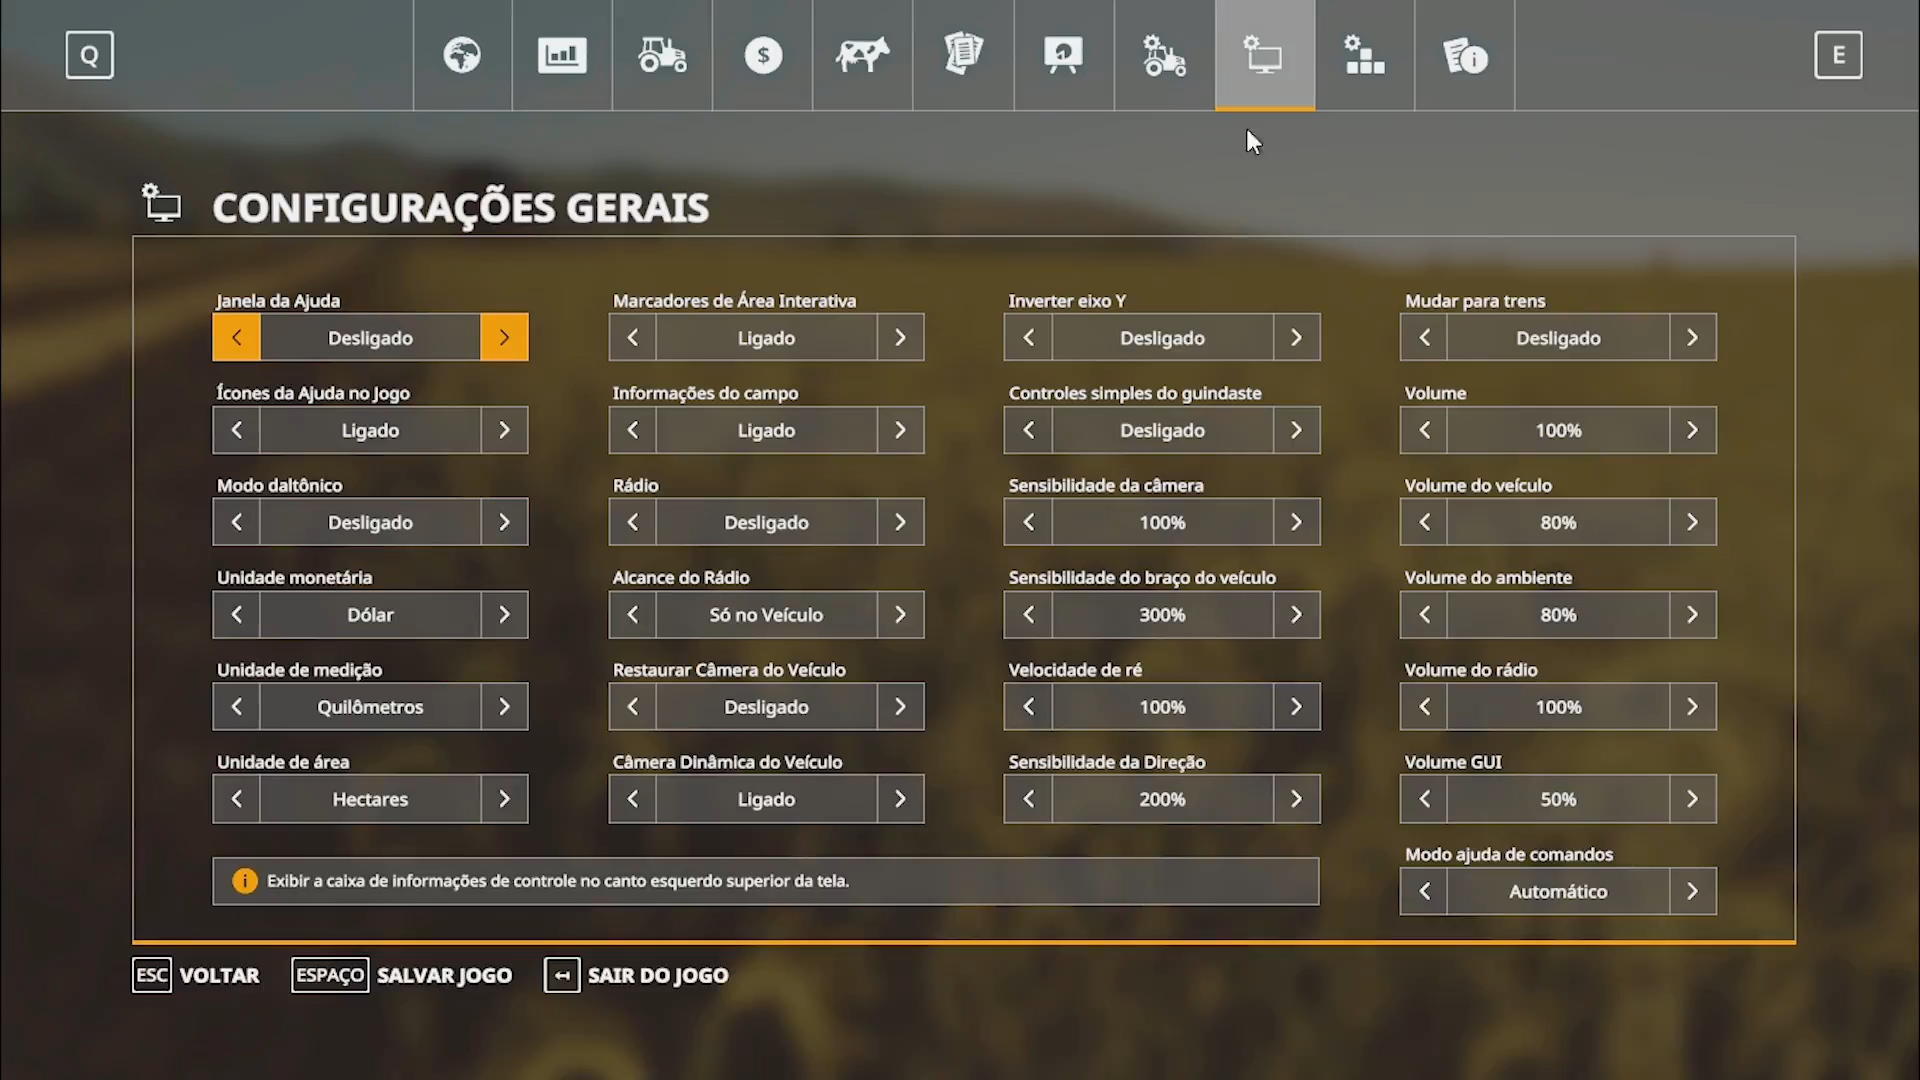 Q
$
E
CONFIGURAÇÕES GERAIS
Janela da Ajuda
Desligado
Ícones da Ajuda no Jogo
Ligado
Modo daltônico
Desligado
Unidade monetária
Dólar
Unidade de medição
Quilômetros
Unidade de área
Hectares
Marcadores de Área Interativa
Ligado
Informações do campo
Ligado
Rádio
Desligado
Alcance do Rádio
Só no Veículo
Restaurar Câmera do Veículo
Desligado
Câmera Dinâmica do Veículo
Ligado
Inverter eixo Y
Desligado
Controles simples do guindaste
Desligado
Sensibilidade da câmera
100%
Sensibilidade do braço do veículo
300%
Velocidade de ré
100%
Sensibilidade da Direção
200%
Mudar para trens
Desligado
Volume
100%
Volume do veículo
80%
Volume do ambiente
80%
Volume do rádio
100%
Volume GUI
50%
Modo ajuda de comandos
Automático
Exibir a caixa de informações de controle no canto esquerdo superior da tela.
ESC VOLTAR ESPAÇO SALVAR JOGO SAIR DO JOGO